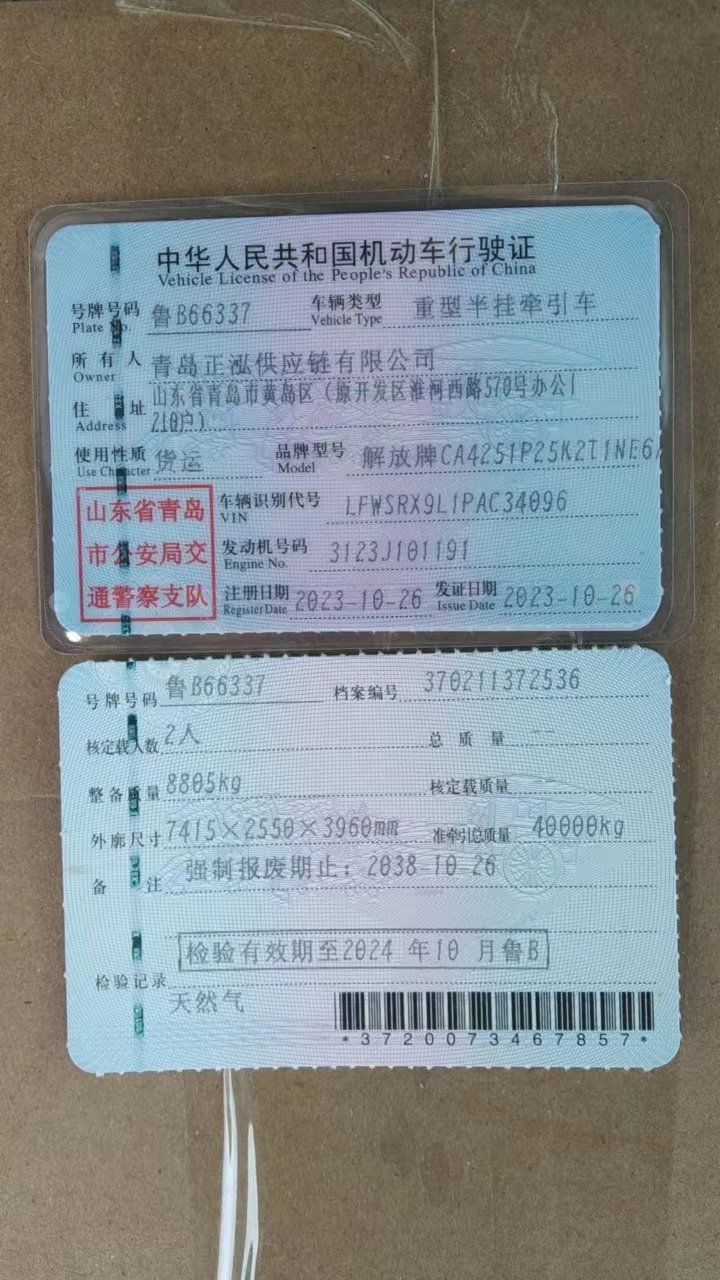 中华人民共和国机动车行驶证
Vehicle License of the People's Republic of China
号牌号码 鲁B66337 车辆类型 重型半挂牵引车
Plate No. Vehicle Type
所有人 青岛正泓供应链有限公司
Owner
住址 山东省青岛市黄岛区（原开发区淮河西路570号办公1
Address 210户）
使用性质 货运 品牌型号 解放牌CA4251P25K2T1NE6A
Use Character Model
山东省青岛 车辆识别代号 LFWSRX9L1PAC34096
VIN
市公安局交 发动机号码 3123J101191
Engine No.
通警察支队 注册日期 2023-10-26 发证日期 2023-10-26
Register Date Issue Date
号牌号码 鲁B66337 档案编号 370211372536
核定载人数 2人 总质量 --
整备质量 8805kg 核定载质量 --
外廓尺寸 7415×2550×3960mm 准牵引总质量 40000kg
备注 强制报废期止：2038-10-26
检验有效期至2024 年10 月鲁B
检验记录
天然气
*3720073467857*